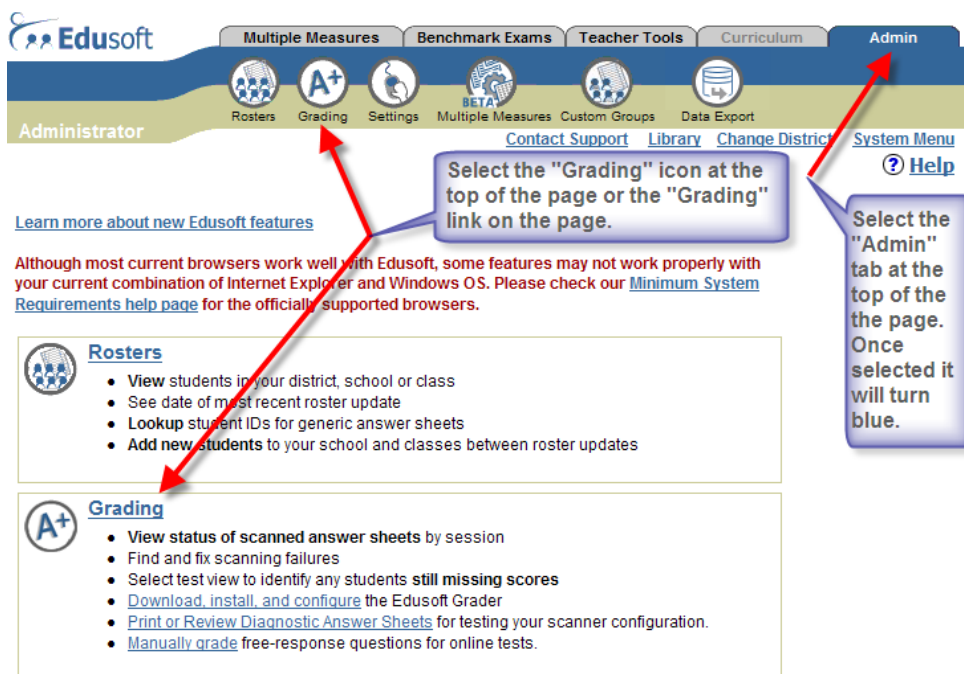 Edusoft
Multiple Measures Benchmark Exams Teacher Tools Curriculum Admin
A+
BETA
Rosters Grading Settings Multiple Measures Custom Groups Data Export
Administrator
Contact Support Library Change District System Menu
? Help
Select the "Grading" icon at the
top of the page or the "Grading"
link on the page.
Select the
"Admin"
tab at the
top of the
the page.
Once
selected it
will turn
blue.
Learn more about new Edusoft features
Although most current browsers work well with Edusoft, some features may not work properly with
your current combination of Internet Explorer and Windows OS. Please check our Minimum System
Requirements help page for the officially supported browsers.
Rosters
• View students in your district, school or class
• See date of most recent roster update
• Lookup student IDs for generic answer sheets
• Add new students to your school and classes between roster updates
A+
Grading
• View status of scanned answer sheets by session
• Find and fix scanning failures
• Select test view to identify any students still missing scores
• Download, install, and configure the Edusoft Grader
• Print or Review Diagnostic Answer Sheets for testing your scanner configuration.
• Manually grade free-response questions for online tests.